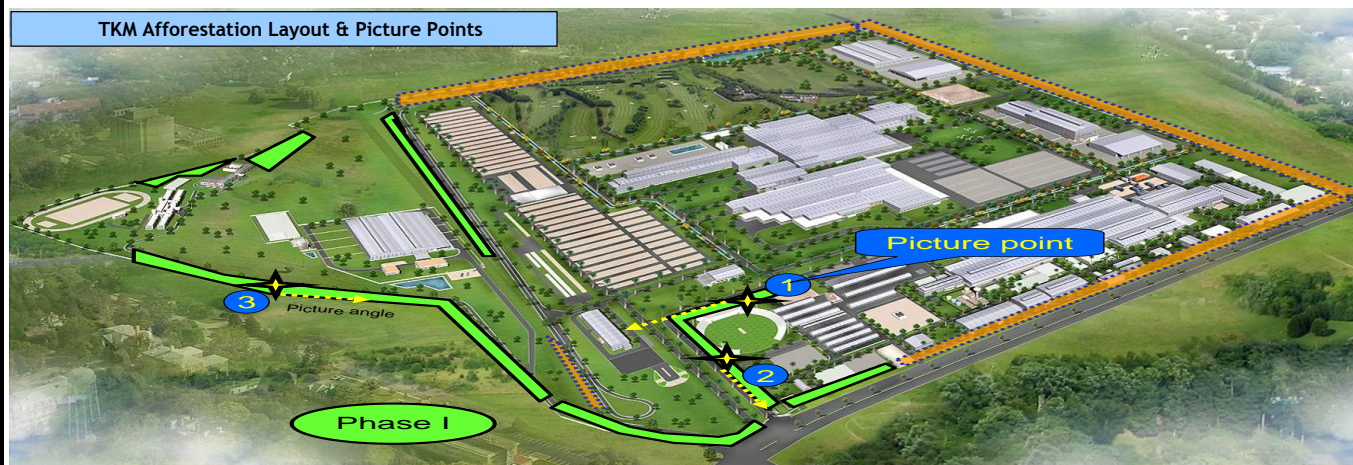 TKM Afforestation Layout & Picture Points
Picture point
1
3
Picture angle
2
Phase I